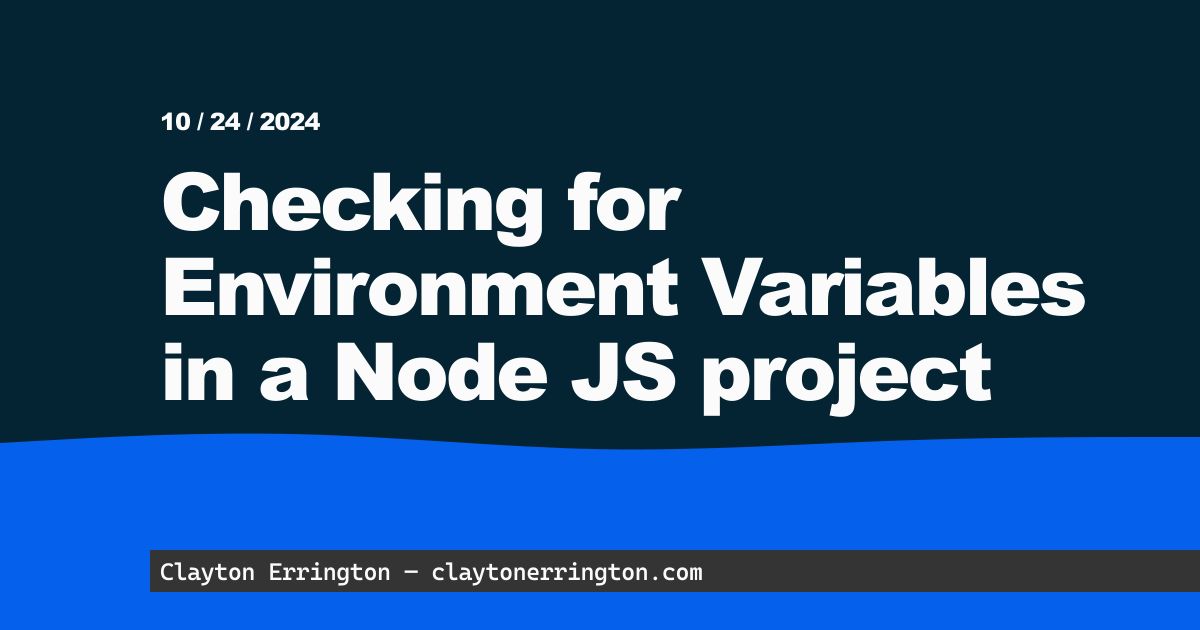 10 / 24 / 2024
Checking for
Environment Variables
in a Node JS project
Clayton Errington — claytonerrington.com